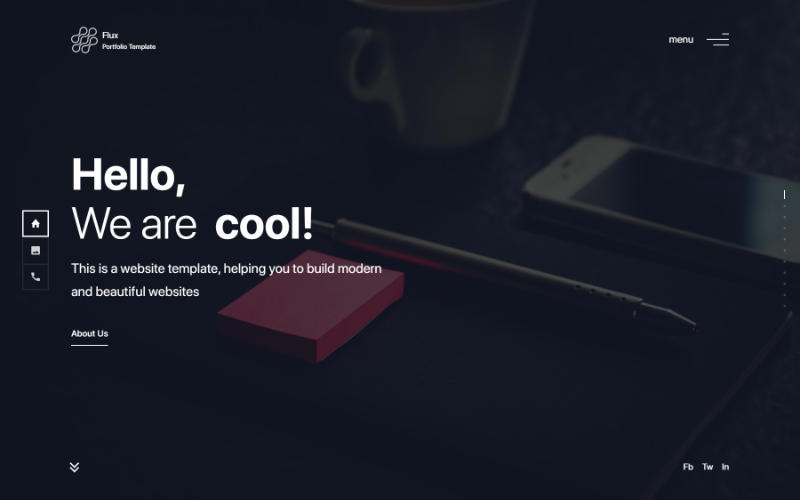 Flux
Portfolio Template
menu
Hello,
We are cool!
This is a website template, helping you to build modern
and beautiful websites
About Us
Fb Tw In